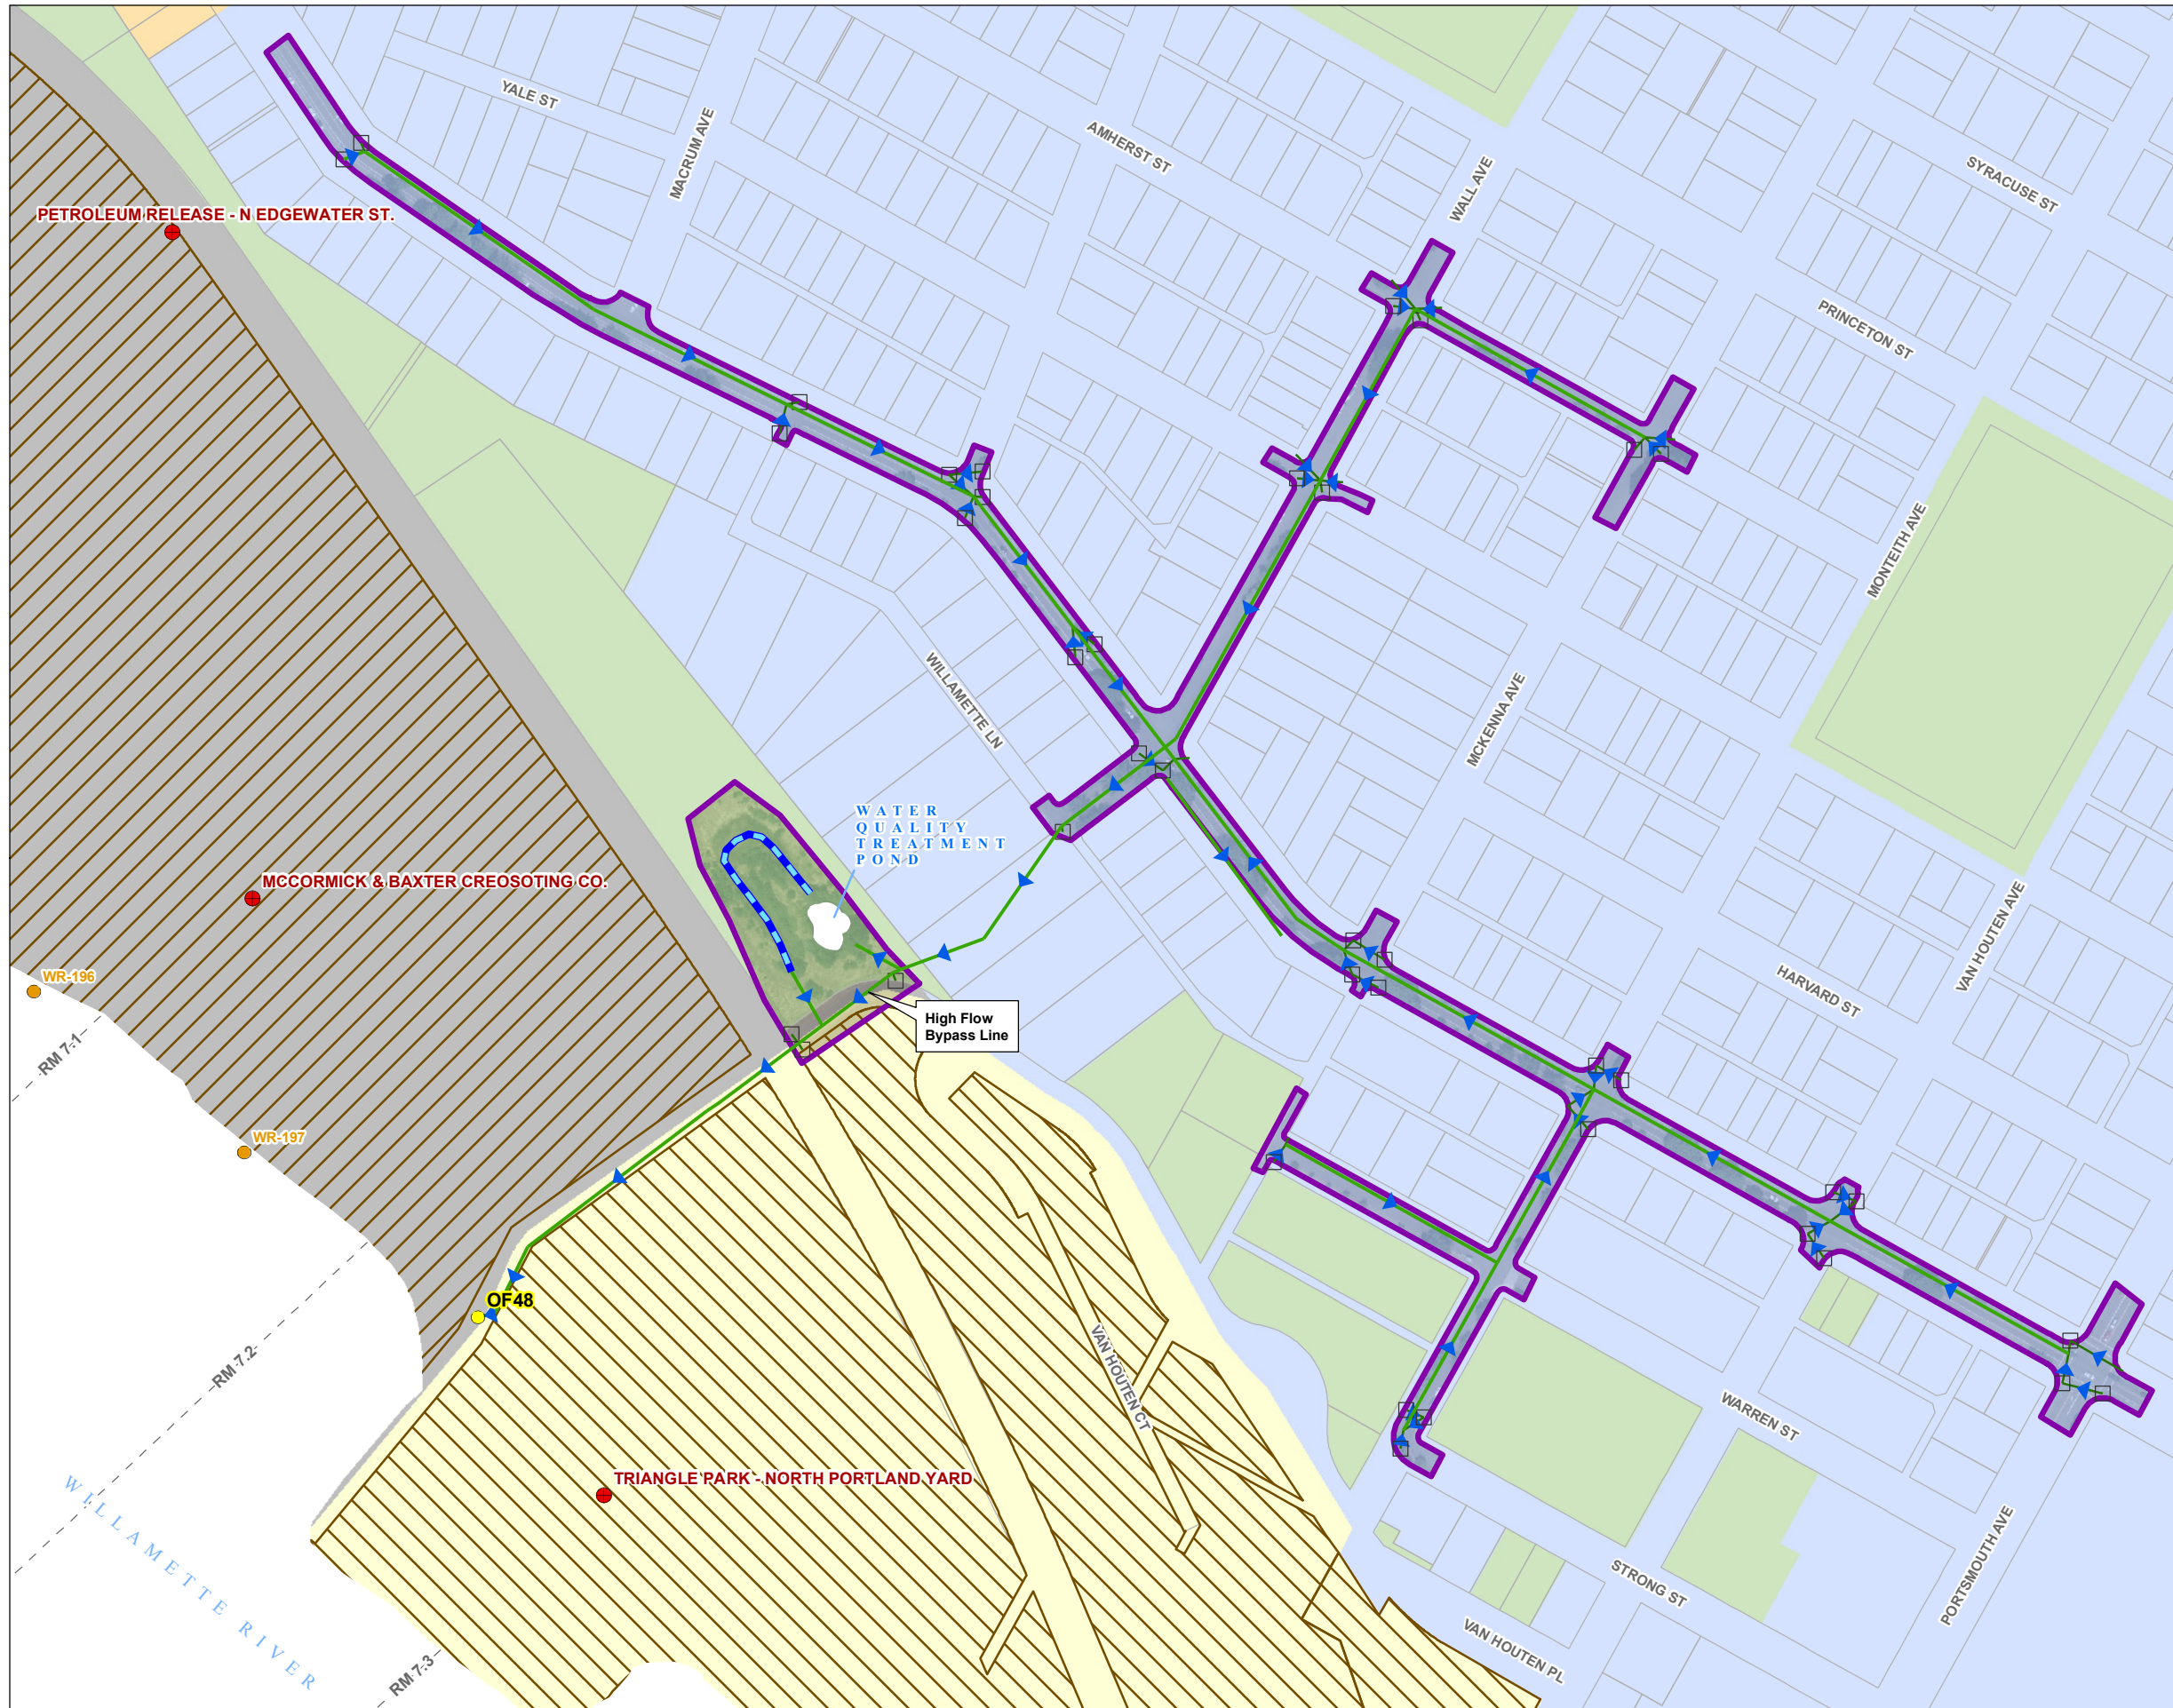 YALE ST
MACRUM AVE
AMHERST ST
WALL AVE
SYRACUSE ST
PETROLEUM RELEASE - N EDGEWATER ST.
PRINCETON ST
MONTEITH AVE
WILLAMETTE LN
MCKENNA AVE
WATER
QUALITY
TREATMENT
POND
MCCORMICK & BAXTER CREOSOTING CO.
VAN HOUTEN AVE
WR-196
HARVARD ST
High Flow
Bypass Line
RM 7.1
WR-197
OF48
RM 7.2
VAN HOUTEN CT
WARREN ST
TRIANGLE PARK - NORTH PORTLAND YARD
WILLAMETTE RIVER
PORTSMOUTH AVE
STRONG ST
VAN HOUTEN PL
RM 7.3